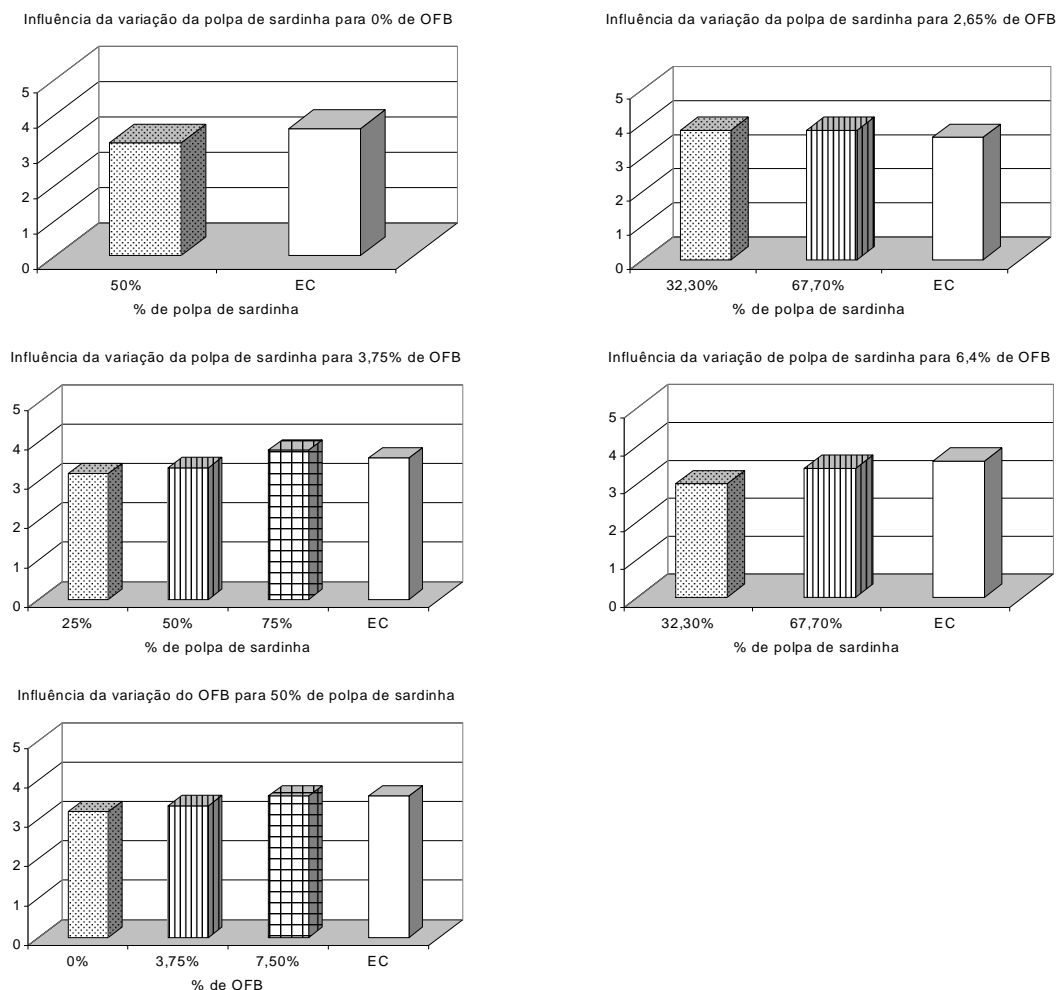 Influência da variação da polpa de sardinha para 0% de OFB
5
4
3
2
1
0
50%
EC
% de polpa de sardinha
Influência da variação da polpa de sardinha para 2,65% de OFB
5
4
3
2
1
0
32,30%
67,70%
EC
% de polpa de sardinha
Influência da variação da polpa de sardinha para 3,75% de OFB
5
4
3
2
1
0
25%
50%
75%
EC
% de polpa de sardinha
Influência da variação de polpa de sardinha para 6,4% de OFB
5
4
3
2
1
0
32,30%
67,70%
EC
% de polpa de sardinha
Influência da variação do OFB para 50% de polpa de sardinha
5
4
3
2
1
0
0%
3,75%
7,50%
EC
% de OFB